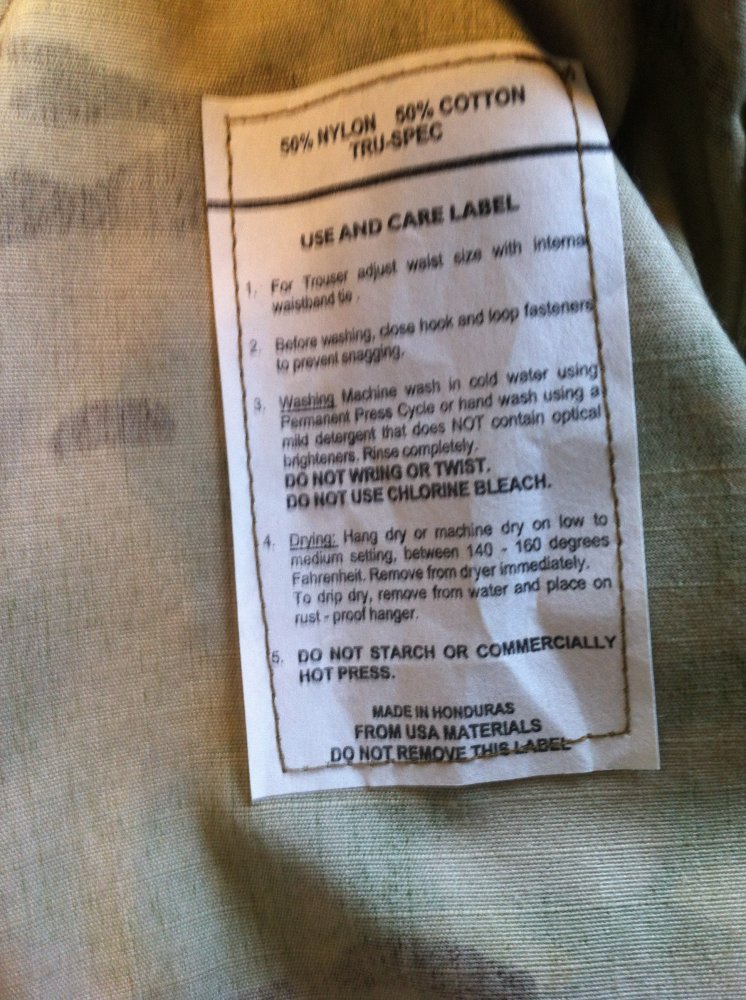 50% NYLON 50% COTTON
TRU-SPEC
USE AND CARE LABEL
1. For Trouser adjust waist size with internal
waistband tie .
2. Before washing, close hook and loop fasteners
to prevent snagging.
3. Washing Machine wash in cold water using
Permanent Press Cycle or hand wash using a
mild detergent that does NOT contain optical
brighteners. Rinse completely.
DO NOT WRING OR TWIST.
DO NOT USE CHLORINE BLEACH.
4. Drying: Hang dry or machine dry on low to
medium setting, between 140 - 160 degrees
Fahrenheit. Remove from dryer immediately.
To drip dry, remove from water and place on
rust - proof hanger.
5. DO NOT STARCH OR COMMERCIALLY
HOT PRESS.
MADE IN HONDURAS
FROM USA MATERIALS
DO NOT REMOVE THIS LABEL